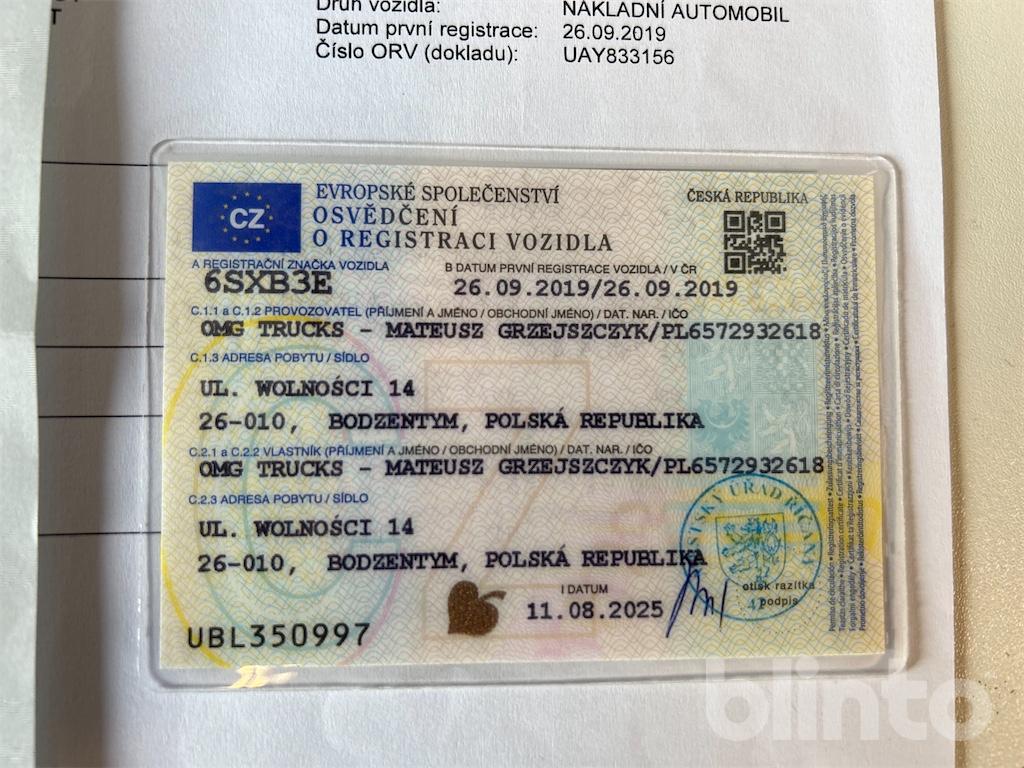 T
Druh vozidla: NÁKLADNÍ AUTOMOBIL
Datum první registrace: 26.09.2019
Číslo ORV (dokladu): UAY833156
CZ
EVROPSKÉ SPOLEČENSTVÍ
OSVĚDČENÍ
O REGISTRACI VOZIDLA
ČESKÁ REPUBLIKA
A REGISTRAČNÍ ZNAČKA VOZIDLA
6SXB3E
B DATUM PRVNÍ REGISTRACE VOZIDLA / V ČR
26.09.2019/26.09.2019
C.1.1 a C.1.2 PROVOZOVATEL (PŘÍJMENÍ A JMÉNO / OBCHODNÍ JMÉNO) / DAT. NAR. / IČO
OMG TRUCKS - MATEUSZ GRZEJSZCZYK/PL6572932618
C.1.3 ADRESA POBYTU / SÍDLO
UL. WOLNOŚCI 14
26-010, BODZENTYM, POLSKÁ REPUBLIKA
C.2.1 a C.2.2 VLASTNÍK (PŘÍJMENÍ A JMÉNO / OBCHODNÍ JMÉNO) / DAT. NAR. / IČO
OMG TRUCKS - MATEUSZ GRZEJSZCZYK/PL6572932618
C.2.3 ADRESA POBYTU / SÍDLO
UL. WOLNOŚCI 14
26-010, BODZENTYM, POLSKÁ REPUBLIKA
I DATUM
11.08.2025
otisk razítka
podpis
UBL350997
blinto